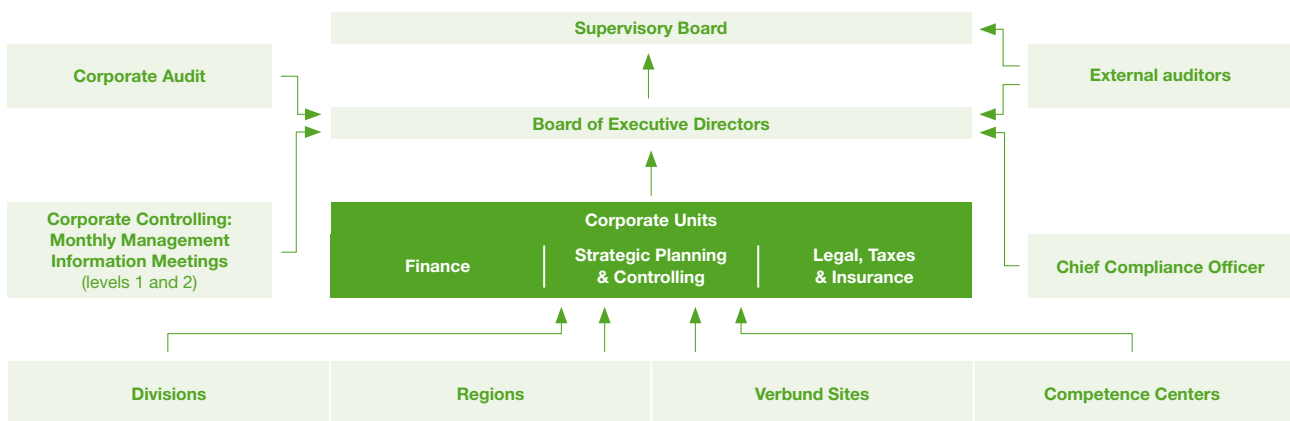 Supervisory Board
Corporate Audit
External auditors
Board of Executive Directors
Corporate Controlling:
Monthly Management
Information Meetings
(levels 1 and 2)
Corporate Units
Finance
Strategic Planning
& Controlling
Legal, Taxes
& Insurance
Chief Compliance Officer
Divisions
Regions
Verbund Sites
Competence Centers